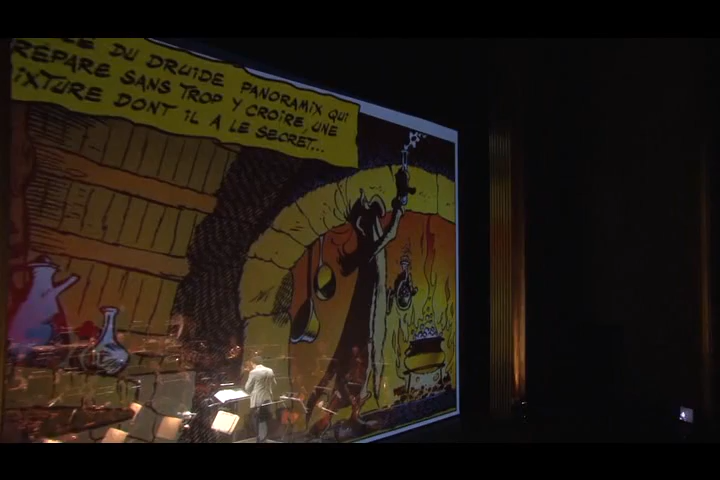 DU DRUIDE PANORAMIX QUI
RÉPARE SANS TROP Y CROIRE, UNE
IXTURE DONT IL A LE SECRET...